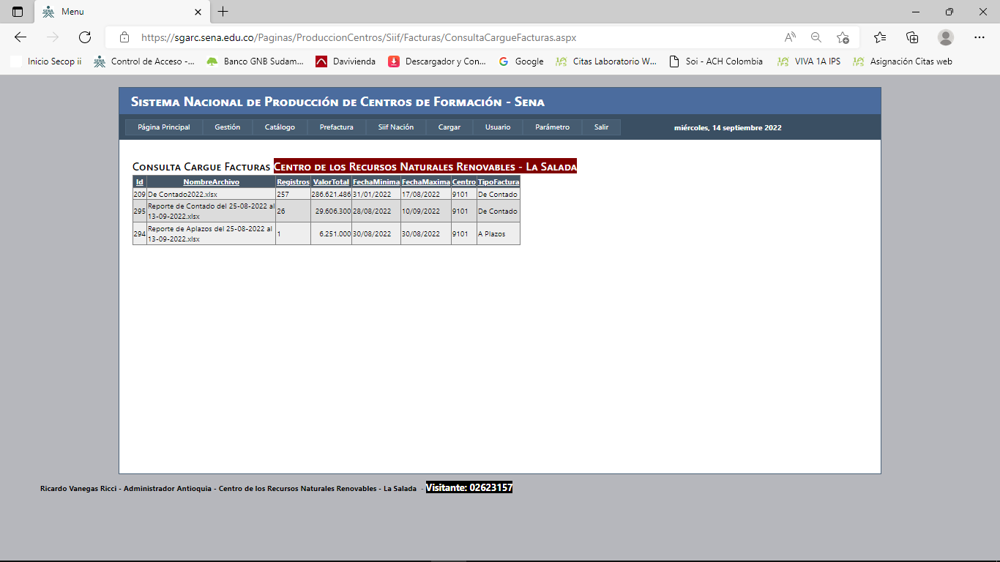 Menu
https://sgarc.sena.edu.co/Paginas/ProduccionCentros/Siif/Facturas/ConsultaCargueFacturas.aspx
Inicio Secop ii Control de Acceso -... Banco GNB Sudam... Davivienda Descargador y Con... Google Citas Laboratorio W... Soi - ACH Colombia VIVA 1A IPS Asignación Citas web
Sistema Nacional de Producción de Centros de Formación - Sena
Página Principal Gestión Catálogo Prefactura Siif Nación Cargar Usuario Parámetro Salir miércoles, 14 septiembre 2022
Consulta Cargue Facturas Centro de los Recursos Naturales Renovables - La Salada
Id NombreArchivo Registros ValorTotal FechaMinima FechaMaxima Centro TipoFactura
209 De Contado2022.xlsx 257 286.621.486 31/01/2022 17/08/2022 9101 De Contado
295 Reporte de Contado del 25-08-2022 al 13-09-2022.xlsx 26 29.606.300 28/08/2022 10/09/2022 9101 De Contado
294 Reporte de Aplazos del 25-08-2022 al 13-09-2022.xlsx 1 6.251.000 30/08/2022 30/08/2022 9101 A Plazos
Ricardo Vanegas Ricci - Administrador Antioquia - Centro de los Recursos Naturales Renovables - La Salada - Visitante: 02623157